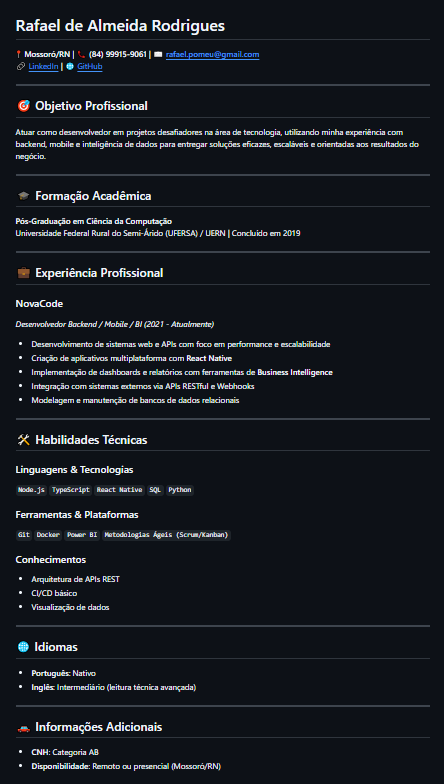 Rafael de Almeida Rodrigues
📍 Mossoró/RN | 📞 (84) 99915-9061 | ✉️ rafael.pomeu@gmail.com
🔗 LinkedIn | 🌐 GitHub
🎯 Objetivo Profissional
Atuar como desenvolvedor em projetos desafiadores na área de tecnologia, utilizando minha experiência com
backend, mobile e inteligência de dados para entregar soluções eficazes, escaláveis e orientadas aos resultados do
negócio.
🎓 Formação Acadêmica
Pós-Graduação em Ciência da Computação
Universidade Federal Rural do Semi-Árido (UFERSA) / UERN | Concluído em 2019
💼 Experiência Profissional
NovaCode
Desenvolvedor Backend / Mobile / BI (2021 - Atualmente)
• Desenvolvimento de sistemas web e APIs com foco em performance e escalabilidade
• Criação de aplicativos multiplataforma com React Native
• Implementação de dashboards e relatórios com ferramentas de Business Intelligence
• Integração com sistemas externos via APIs RESTful e Webhooks
• Modelagem e manutenção de bancos de dados relacionais
🛠️ Habilidades Técnicas
Linguagens & Tecnologias
Node.js TypeScript React Native SQL Python
Ferramentas & Plataformas
Git Docker Power BI Metodologias Ágeis (Scrum/Kanban)
Conhecimentos
• Arquitetura de APIs REST
• CI/CD básico
• Visualização de dados
🌐 Idiomas
• Português: Nativo
• Inglês: Intermediário (leitura técnica avançada)
🚗 Informações Adicionais
• CNH: Categoria AB
• Disponibilidade: Remoto ou presencial (Mossoró/RN)